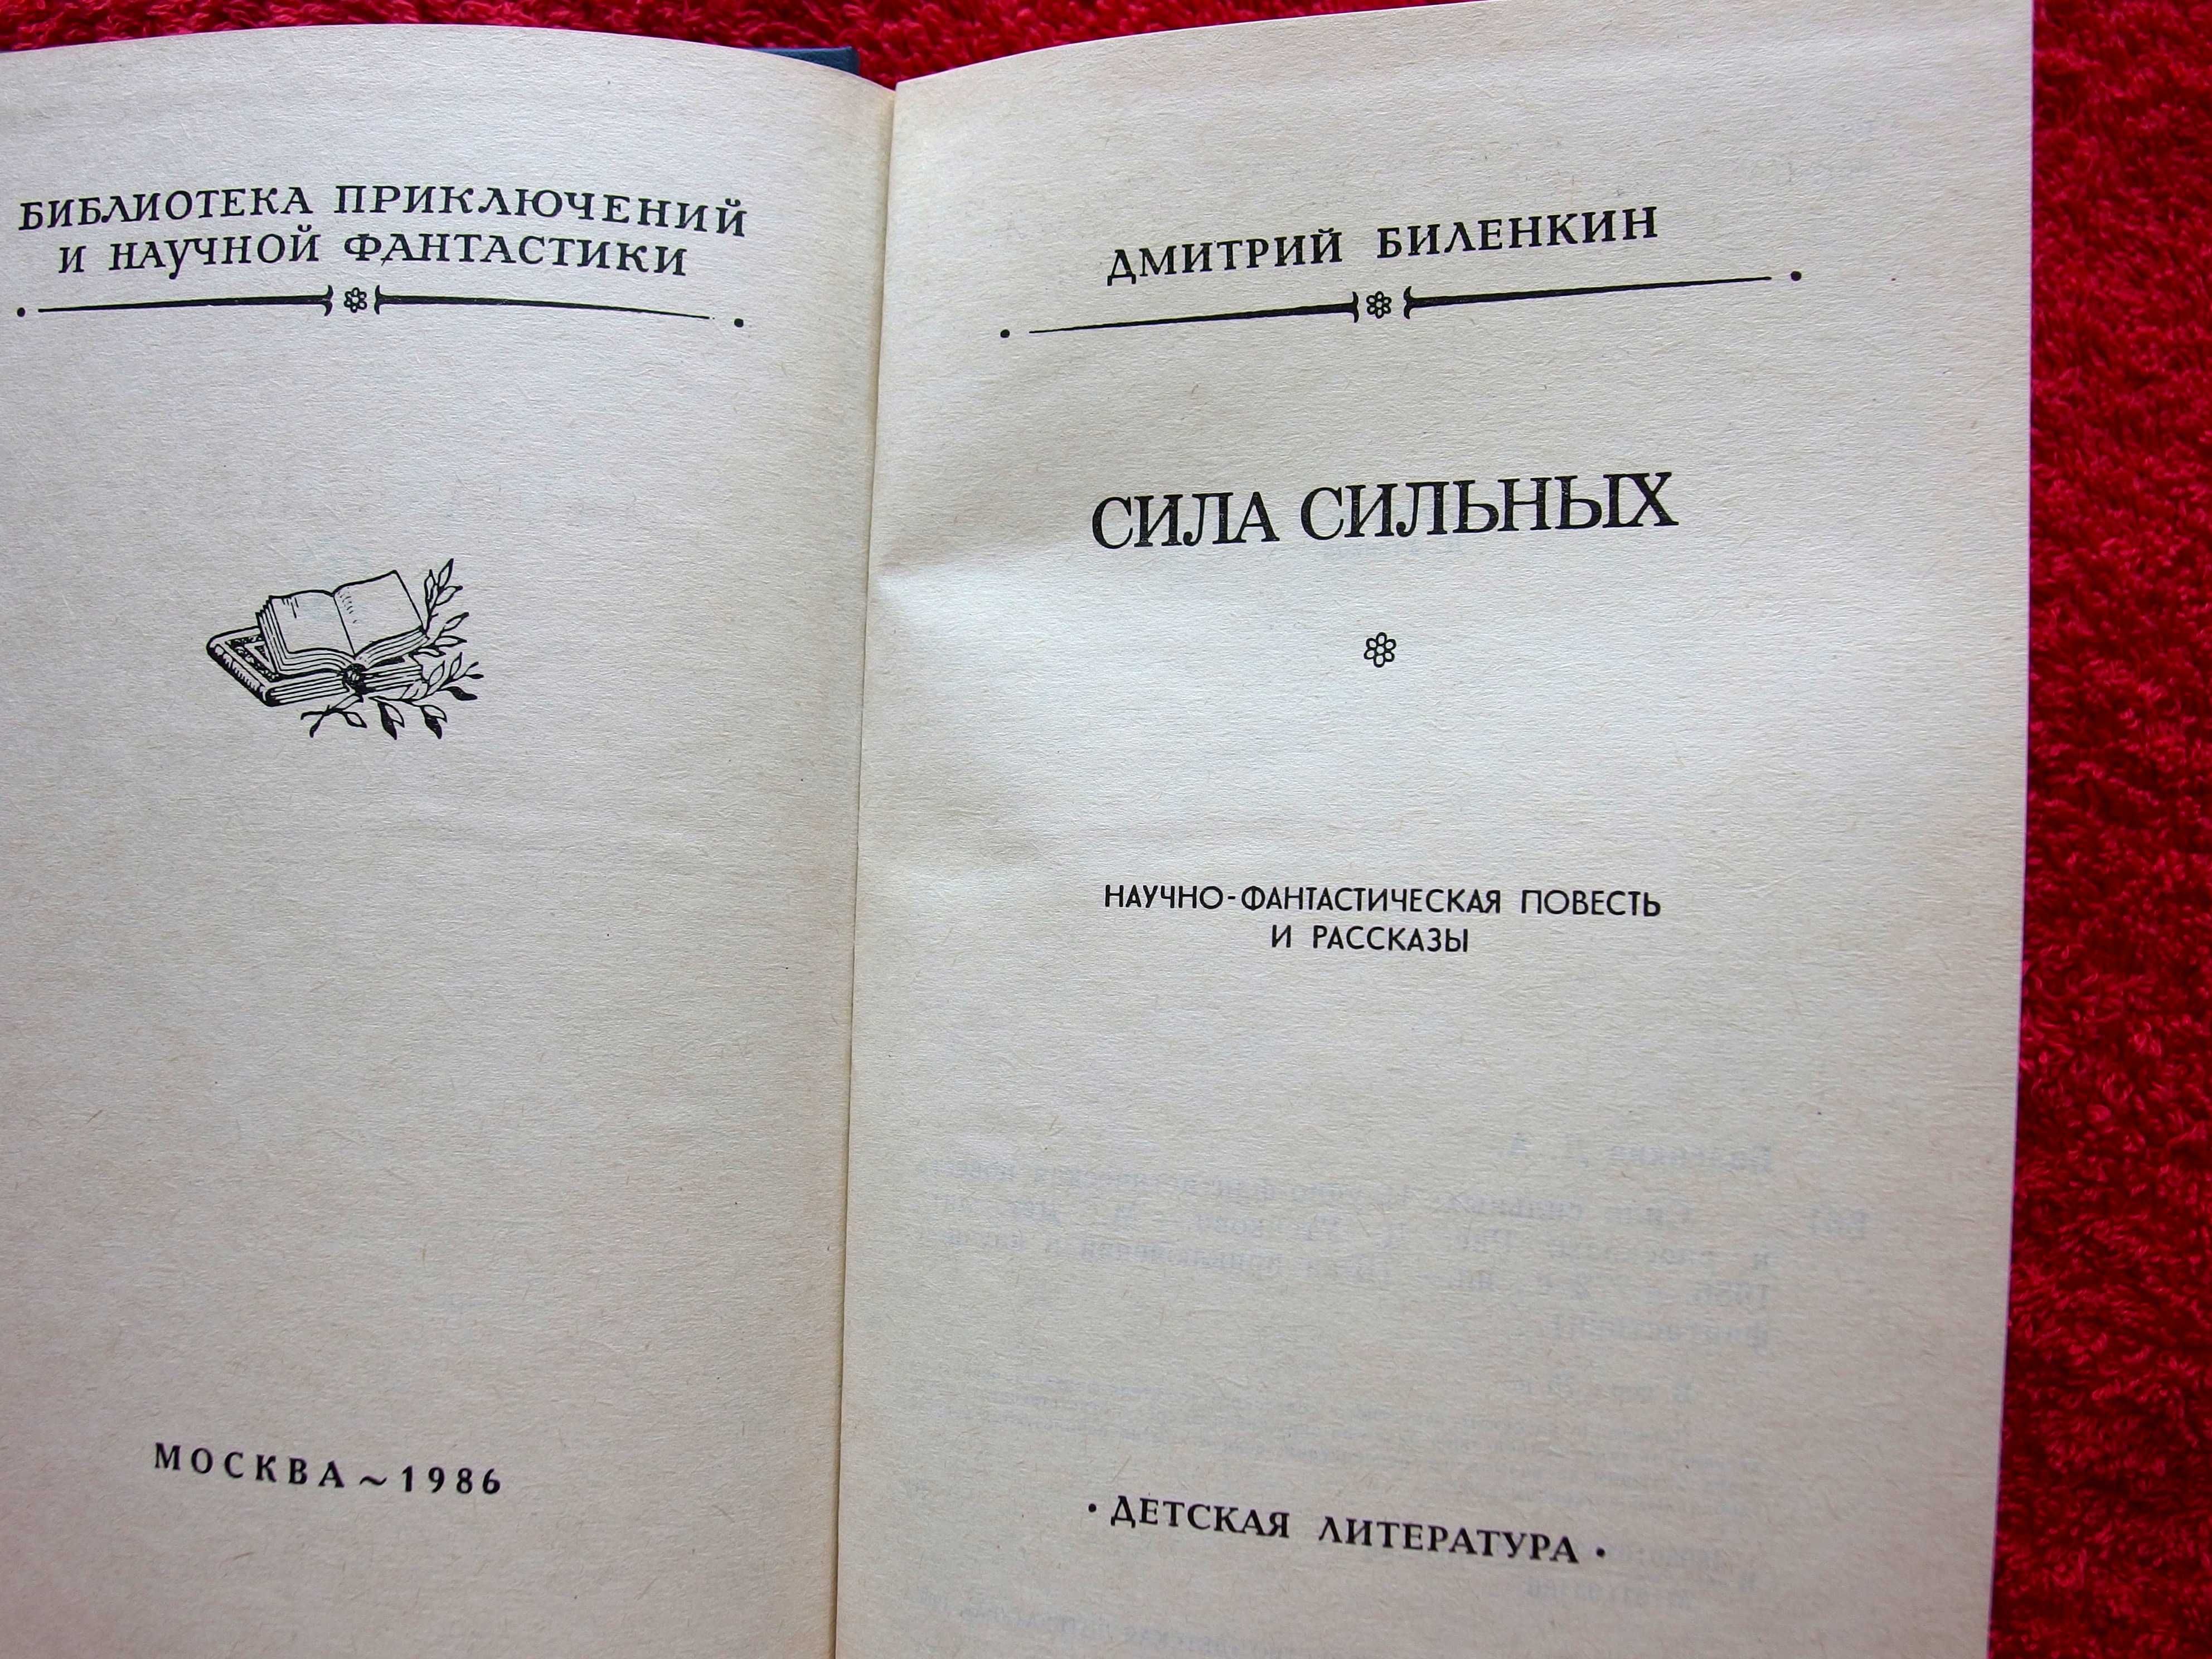 БИБЛИОТЕКА ПРИКЛЮЧЕНИЙ
И НАУЧНОЙ ФАНТАСТИКИ
МОСКВА ~ 1986
ДМИТРИЙ БИЛЕНКИН
СИЛА СИЛЬНЫХ
НАУЧНО-ФАНТАСТИЧЕСКАЯ ПОВЕСТЬ
И РАССКАЗЫ
• ДЕТСКАЯ ЛИТЕРАТУРА •